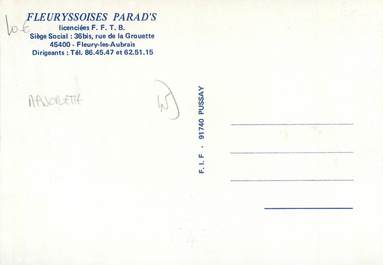 FLEURYSSOISES PARAD'S
licenciées F. F. T. B.
Siège Social : 36bis, rue de la Grouette
45400 - Fleury-les-Aubrais
Dirigeants : Tél. 86.45.47 et 62.51.15
MAJORETTE
F. I. F. - 91740 PUSSAY